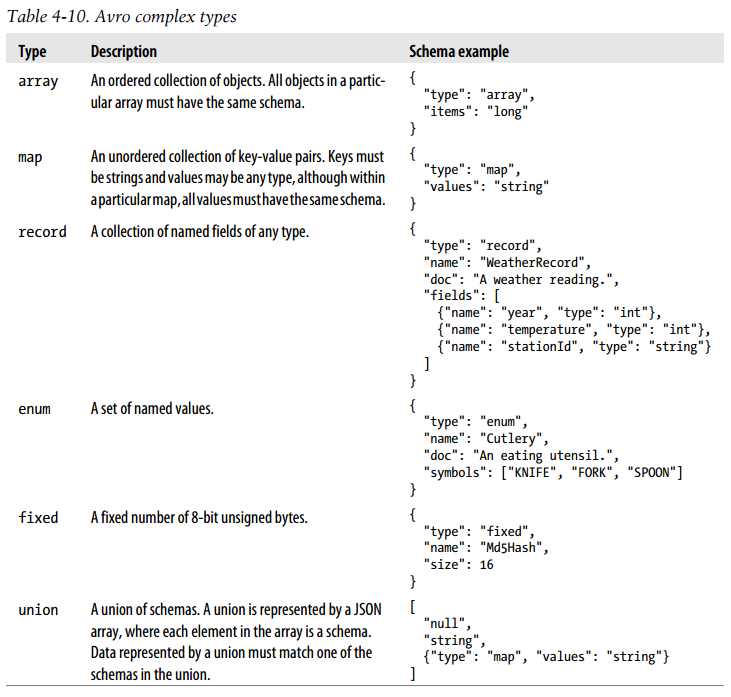 Table 4-10. Avro complex types
Type Description Schema example
array An ordered collection of objects. All objects in a partic-
ular array must have the same schema.
{
"type": "array",
"items": "long"
}
map An unordered collection of key-value pairs. Keys must
be strings and values may be any type, although within
a particular map, all values must have the same schema.
{
"type": "map",
"values": "string"
}
record A collection of named fields of any type.
{
"type": "record",
"name": "WeatherRecord",
"doc": "A weather reading.",
"fields": [
{"name": "year", "type": "int"},
{"name": "temperature", "type": "int"},
{"name": "stationId", "type": "string"}
]
}
enum A set of named values.
{
"type": "enum",
"name": "Cutlery",
"doc": "An eating utensil.",
"symbols": ["KNIFE", "FORK", "SPOON"]
}
fixed A fixed number of 8-bit unsigned bytes.
{
"type": "fixed",
"name": "Md5Hash",
"size": 16
}
union A union of schemas. A union is represented by a JSON
array, where each element in the array is a schema.
Data represented by a union must match one of the
schemas in the union.
[
"null",
"string",
{"type": "map", "values": "string"}
]